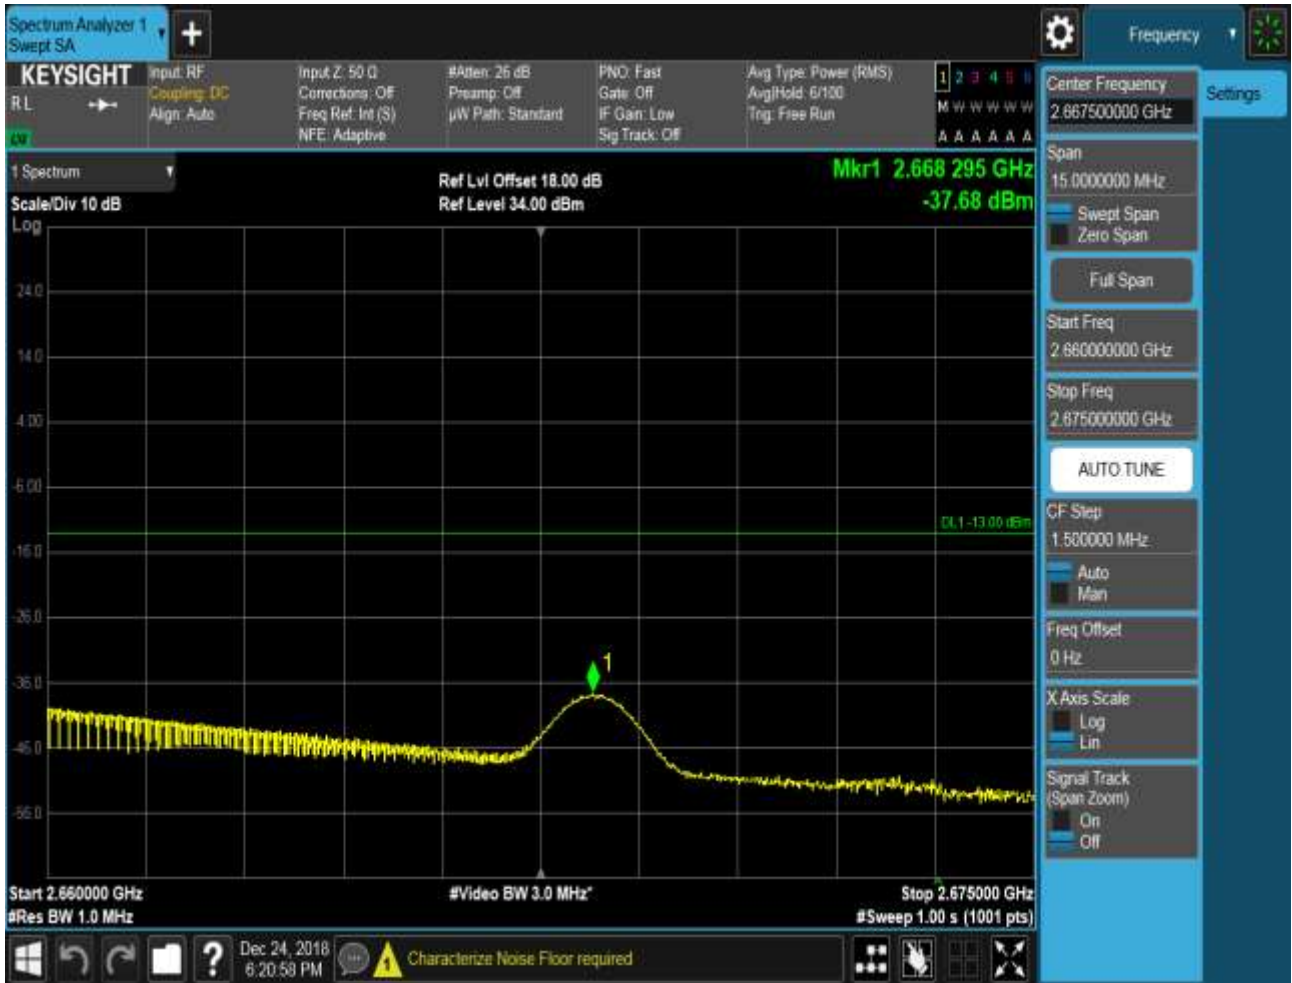 Spectrum Analyzer 1
Swept SA
+
Frequency
KEYSIGHT
R L
Input: RF
Coupling: DC
Align: Auto
Input Z: 50 Ω
Corrections: Off
Freq Ref: Int (S)
NFE: Adaptive
#Atten: 26 dB
Preamp: Off
µW Path: Standard
PNO: Fast
Gate: Off
IF Gain: Low
Sig Track: Off
Avg Type: Power (RMS)
Avg|Hold: 6/100
Trig: Free Run
1 2 3 4 5 6
M W W W W W
A A A A A A
1 Spectrum
Scale/Div 10 dB
Log
Ref Lvl Offset 18.00 dB
Ref Level 34.00 dBm
Mkr1 2.668 295 GHz
-37.68 dBm
24.0
14.0
4.00
-6.00
-16.0
-26.0
-36.0
-46.0
-56.0
DL1 -13.00 dBm
1
Start 2.660000 GHz
#Res BW 1.0 MHz
#Video BW 3.0 MHz*
Stop 2.675000 GHz
#Sweep 1.00 s (1001 pts)
Center Frequency
2.667500000 GHz
Settings
Span
15.0000000 MHz
Swept Span
Zero Span
Full Span
Start Freq
2.660000000 GHz
Stop Freq
2.675000000 GHz
AUTO TUNE
CF Step
1.500000 MHz
Auto
Man
Freq Offset
0 Hz
X Axis Scale
Log
Lin
Signal Track
(Span Zoom)
On
Off
?
Dec 24, 2018
6:20:58 PM
Characterize Noise Floor required